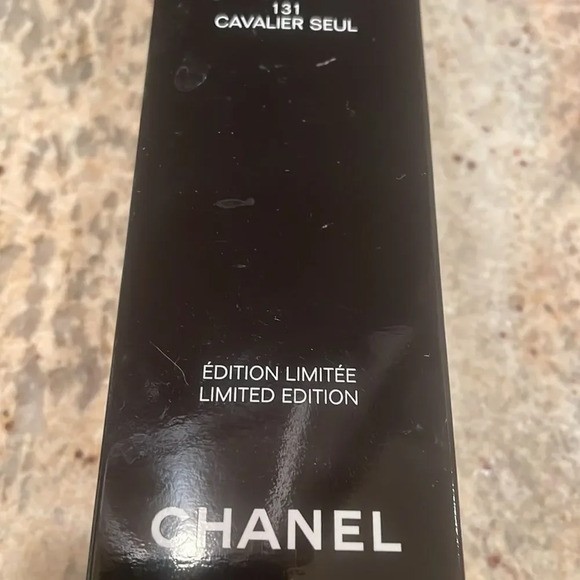 131
CAVALIER SEUL
ÉDITION LIMITÉE
LIMITED EDITION
CHANEL